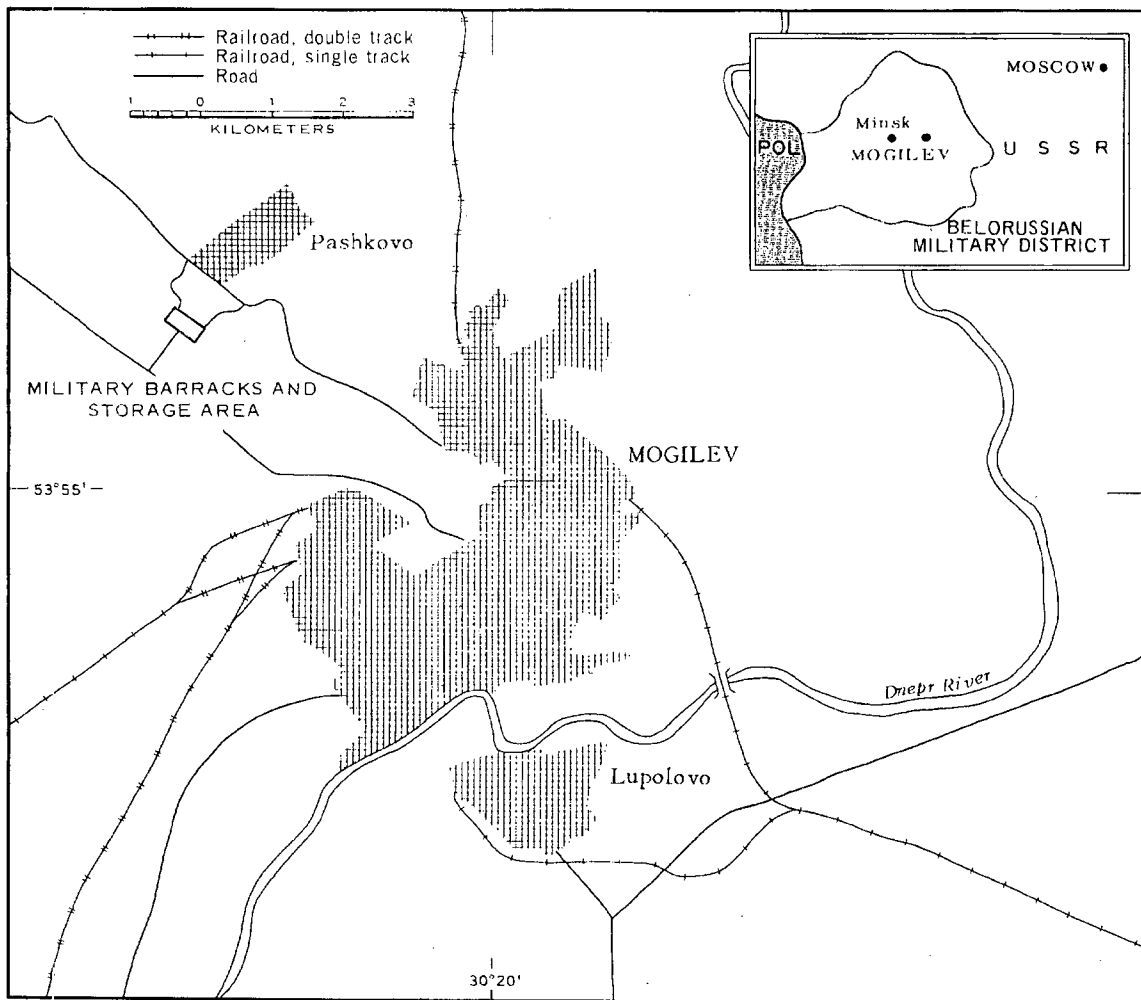 Railroad, double track
Railroad, single track
Road
1 0 1 2 3
KILOMETERS
MOSCOW
Minsk
POL
MOGILEV
U S S R
BELORUSSIAN
MILITARY DISTRICT
Pashkovo
MILITARY BARRACKS AND
STORAGE AREA
MOGILEV
53°55'
Dnepr River
Lupolovo
30°20'